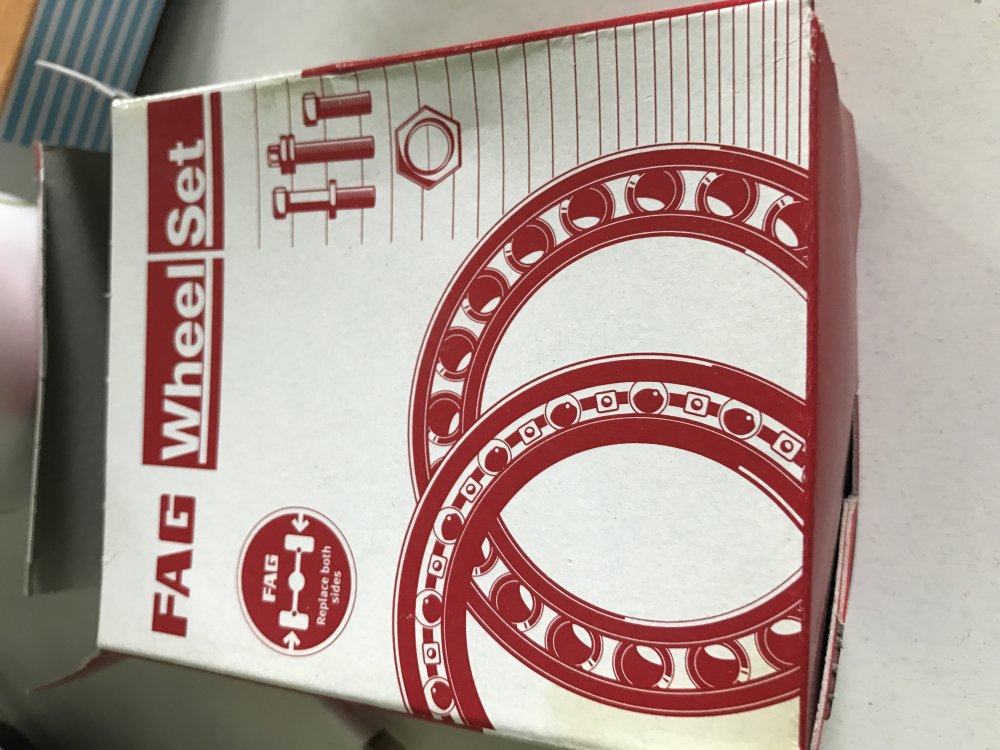 FAG Wheel Set
FAG
Replace both
sides